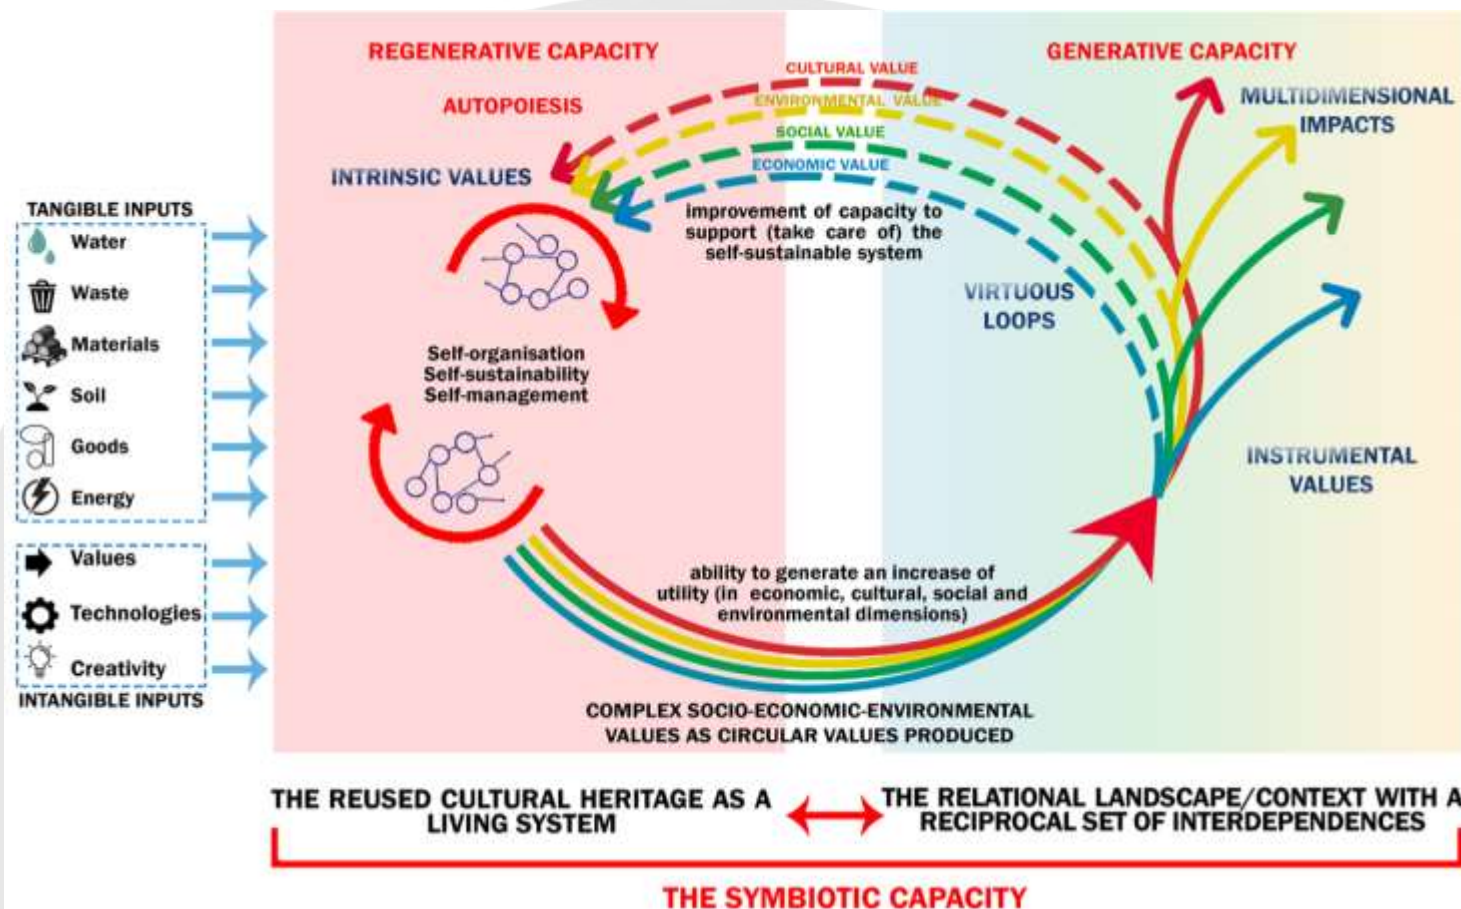 REGENERATIVE CAPACITY
AUTOPOIESIS
INTRINSIC VALUES
CULTURAL VALUE
ENVIRONMENTAL VALUE
SOCIAL VALUE
ECONOMIC VALUE
improvement of capacity to
support (take care of) the
self-sustainable system
GENERATIVE CAPACITY
MULTIDIMENSIONAL
IMPACTS
VIRTUOUS
LOOPS
INSTRUMENTAL
VALUES
TANGIBLE INPUTS
Water
Waste
Materials
Soil
Goods
Energy
Values
Technologies
Creativity
INTANGIBLE INPUTS
Self-organisation
Self-sustainability
Self-management
ability to generate an increase of
utility (in economic, cultural, social and
environmental dimensions)
COMPLEX SOCIO-ECONOMIC-ENVIRONMENTAL
VALUES AS CIRCULAR VALUES PRODUCED
THE REUSED CULTURAL HERITAGE AS A
LIVING SYSTEM
THE RELATIONAL LANDSCAPE/CONTEXT WITH A
RECIPROCAL SET OF INTERDEPENDENCES
THE SYMBIOTIC CAPACITY